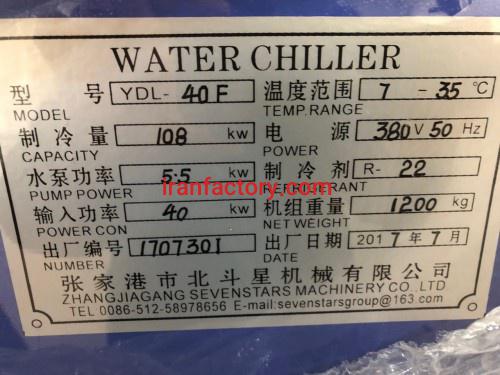 WATER CHILLER
型 号 YDL- 40F 温度范围 7 - 35 ℃
MODEL TEMP.RANGE
制 冷 量 108 kw 电 源 380 V 50 Hz
CAPACITY POWER
水泵功率 5.5 kw 制 冷 剂 R- 22
PUMP POWER
iranfactory.com
输入功率 40 kw 机组重量 1200 kg
POWER CON NET WEIGHT
出厂编号 1707301 出厂日期 2017 年 7 月
NUMBER DATE
张家港市北斗星机械有限公司
ZHANGJIAGANG SEVENSTARS MACHINERY CO.,LTD
TEL 0086-512-58978656 E-mail:sevenstarsgroup@163.com